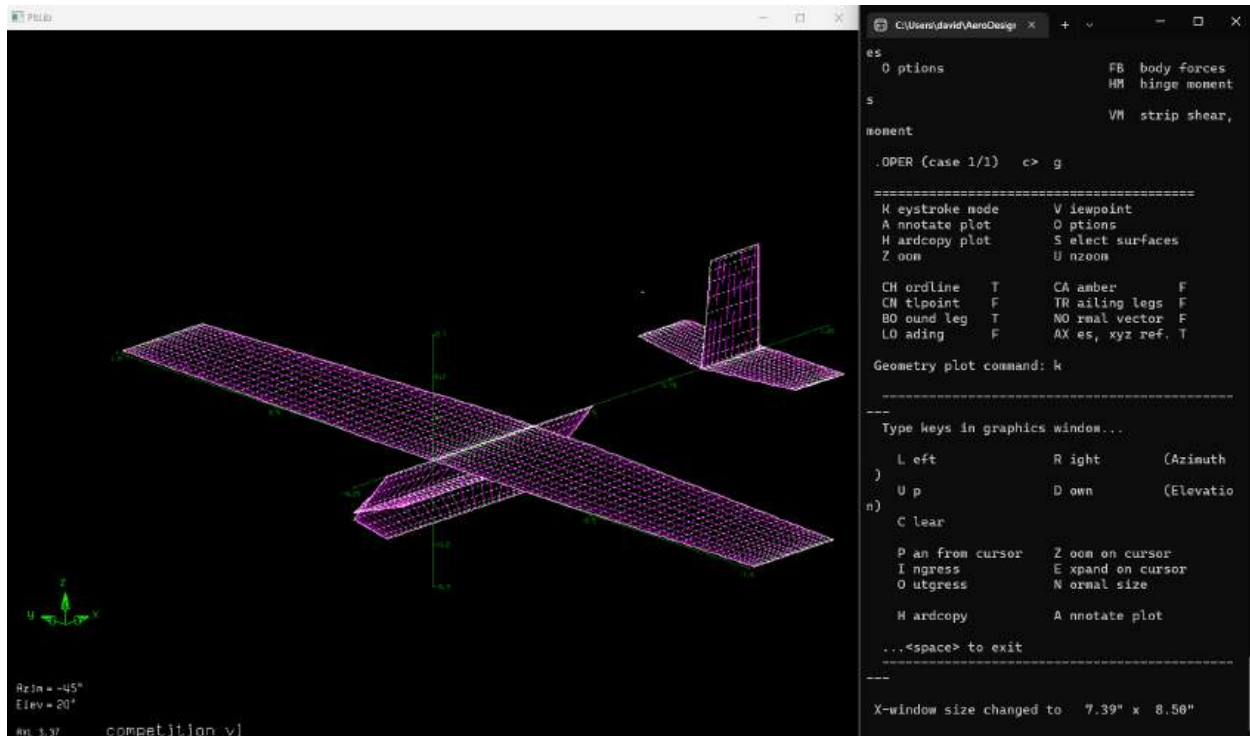 PltLib
Azim = -45°
Elev = 20°
AVL 3.37
competition v1
z
y
x
C:\Users\david\AeroDesigr
es
O ptions FB body forces
HM hinge moment
s
VM strip shear,
moment
.OPER (case 1/1) c> g
==========================================
K eystroke mode V iewpoint
A nnotate plot O ptions
H ardcopy plot S elect surfaces
Z oom U nzoom
CH ordline T CA amber F
CN tlpoint F TR ailing legs F
BO ound leg T NO rmal vector F
LO ading F AX es, xyz ref. T
Geometry plot command: k
----------------------------------------------
---
Type keys in graphics window...
L eft R ight (Azimuth
)
U p D own (Elevatio
n)
C lear
P an from cursor Z oom on cursor
I ngress E xpand on cursor
O utgress N ormal size
H ardcopy A nnotate plot
...<space> to exit
----------------------------------------------
---
X-window size changed to 7.39" x 8.50"